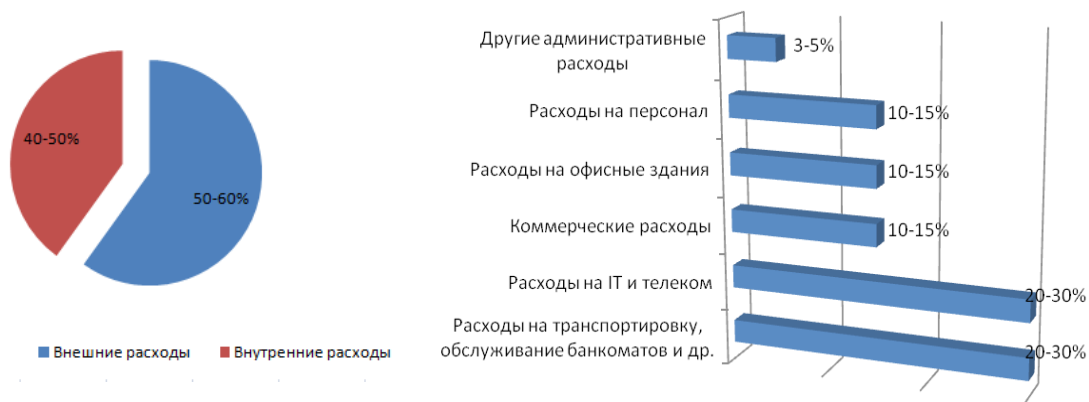 40-50%
50-60%
Внешние расходы
Внутренние расходы
Другие административные
расходы
3-5%
Расходы на персонал
10-15%
Расходы на офисные здания
10-15%
Коммерческие расходы
10-15%
Расходы на IT и телеком
20-30%
Расходы на транспортировку,
обслуживание банкоматов и др.
20-30%